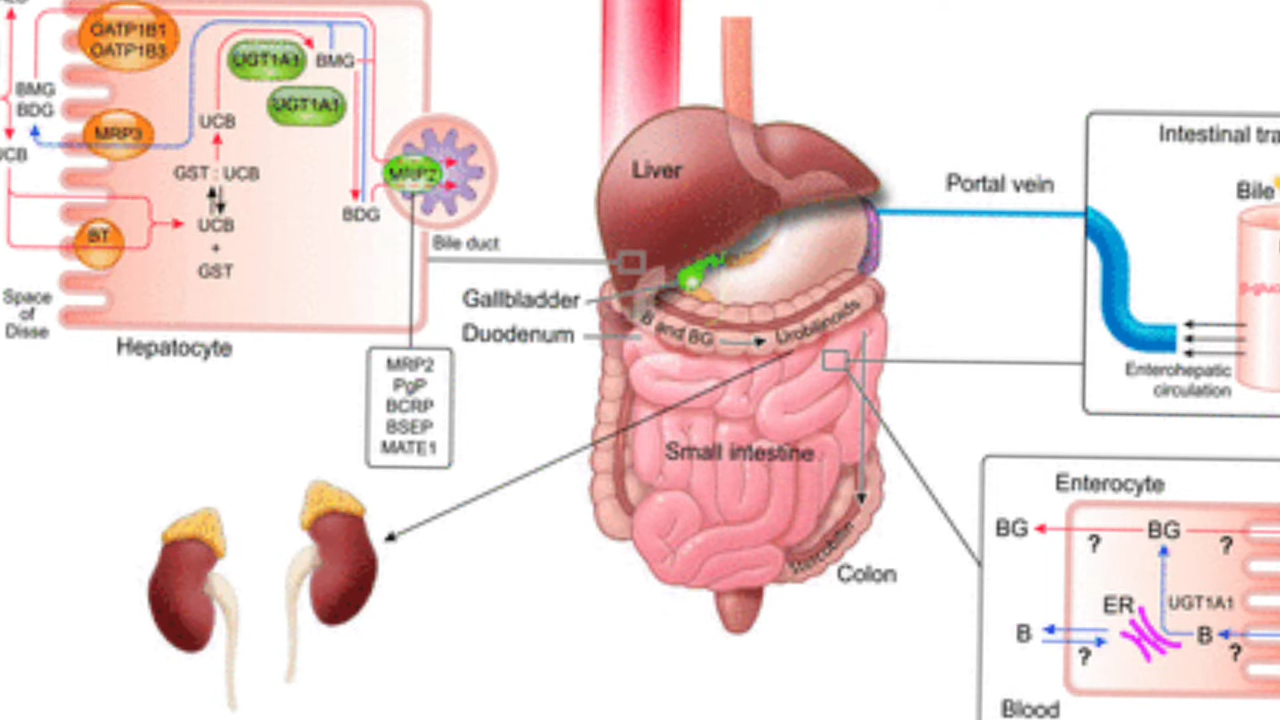 OATP1B1
OATP1B3
UGT1A1
BMG
UGT1A1
BMG
BDG
UCB
MRP3
UCB
GST : UCB
MRP2
BDG
UCB
BT
+
GST
Space
of
Disse
Hepatocyte
Bile duct
MRP2
PgP
BCRP
BSEP
MATE1
Liver
Gallbladder
Duodenum
B and BG
Urobilinoids
Small intestine
Colon
Portal vein
Intestinal
Bile
Enterohepatic
circulation
Enterocyte
BG
BG
?
?
ER
UGT1A1
B
B
?
?
Blood